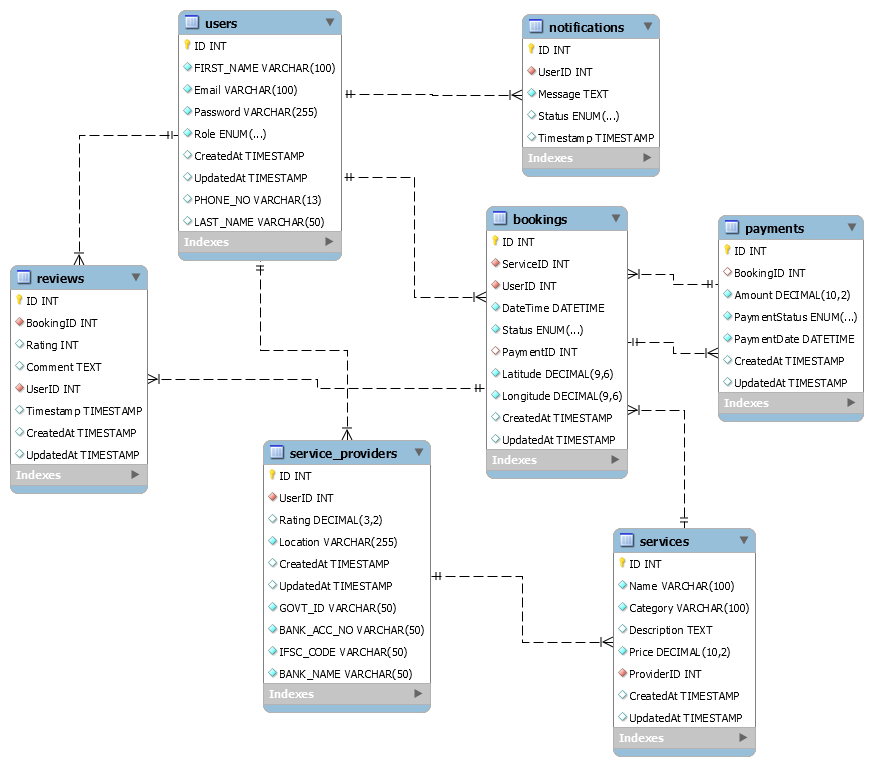 users
ID INT
FIRST_NAME VARCHAR(100)
Email VARCHAR(100)
Password VARCHAR(255)
Role ENUM(...)
CreatedAt TIMESTAMP
UpdatedAt TIMESTAMP
PHONE_NO VARCHAR(13)
LAST_NAME VARCHAR(50)
Indexes
notifications
ID INT
UserID INT
Message TEXT
Status ENUM(...)
Timestamp TIMESTAMP
Indexes
bookings
ID INT
ServiceID INT
UserID INT
DateTime DATETIME
Status ENUM(...)
PaymentID INT
Latitude DECIMAL(9,6)
Longitude DECIMAL(9,6)
CreatedAt TIMESTAMP
UpdatedAt TIMESTAMP
Indexes
payments
ID INT
BookingID INT
Amount DECIMAL(10,2)
PaymentStatus ENUM(...)
PaymentDate DATETIME
CreatedAt TIMESTAMP
UpdatedAt TIMESTAMP
Indexes
reviews
ID INT
BookingID INT
Rating INT
Comment TEXT
UserID INT
Timestamp TIMESTAMP
CreatedAt TIMESTAMP
UpdatedAt TIMESTAMP
Indexes
service_providers
ID INT
UserID INT
Rating DECIMAL(3,2)
Location VARCHAR(255)
CreatedAt TIMESTAMP
UpdatedAt TIMESTAMP
GOVT_ID VARCHAR(50)
BANK_ACC_NO VARCHAR(50)
IFSC_CODE VARCHAR(50)
BANK_NAME VARCHAR(50)
Indexes
services
ID INT
Name VARCHAR(100)
Category VARCHAR(100)
Description TEXT
Price DECIMAL(10,2)
ProviderID INT
CreatedAt TIMESTAMP
UpdatedAt TIMESTAMP
Indexes